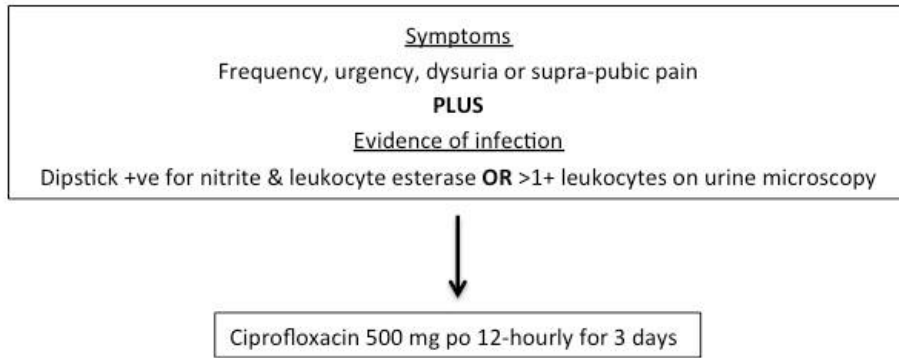 Symptoms
Frequency, urgency, dysuria or supra-pubic pain
PLUS
Evidence of infection
Dipstick +ve for nitrite & leukocyte esterase OR >1+ leukocytes on urine microscopy
Ciprofloxacin 500 mg po 12-hourly for 3 days